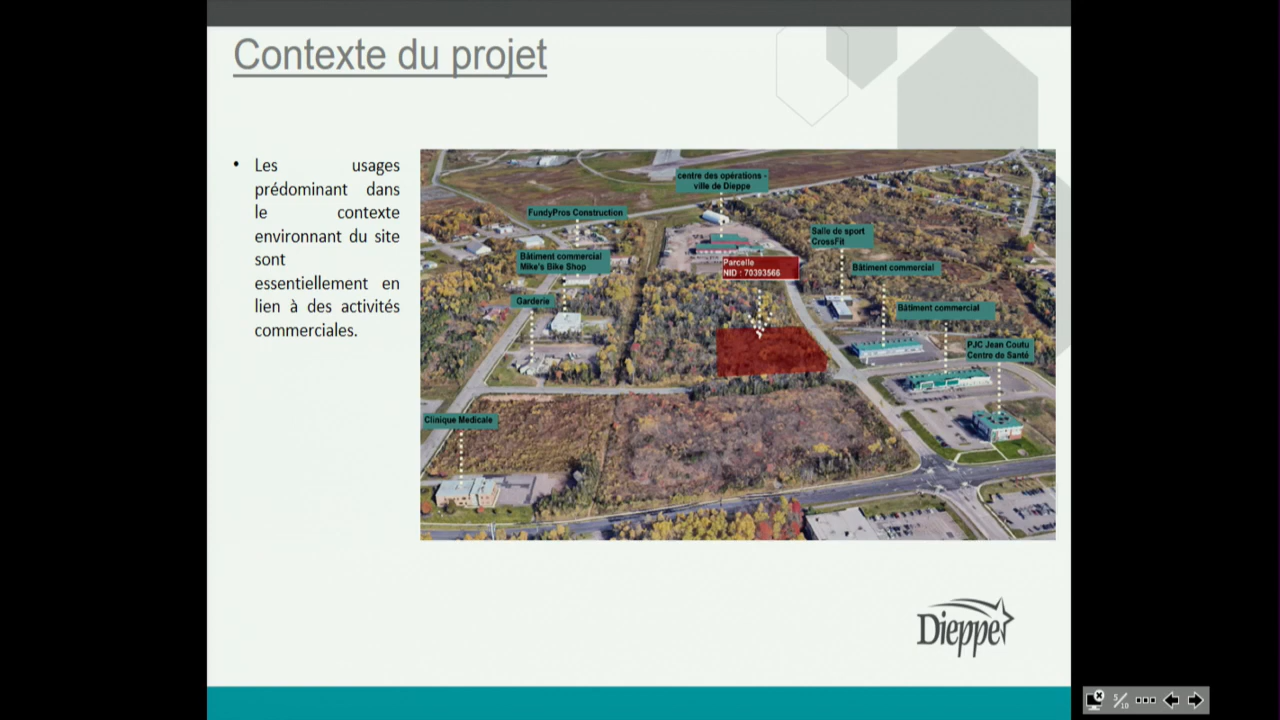 Contexte du projet
• Les usages
prédominant dans
le contexte
environnant du site
sont
essentiellement en
lien à des activités
commerciales.
centre des opérations -
ville de Dieppe
FundyPros Construction
Salle de sport
CrossFit
Bâtiment commercial
Mike's Bike Shop
Parcelle
NID : 70393566
Bâtiment commercial
Garderie
Bâtiment commercial
PJC Jean Coutu
Centre de Santé
Clinique Medicale
Dieppe
5/10